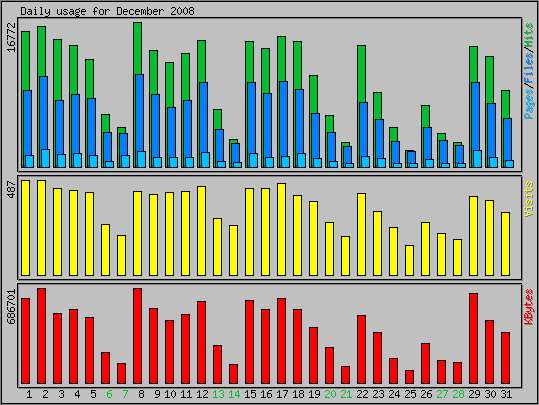 Daily usage for December 2008
16772
Pages/Files/Hits
487
Visits
686701
KBytes
1 2 3 4 5 6 7 8 9 10 11 12 13 14 15 16 17 18 19 20 21 22 23 24 25 26 27 28 29 30 31